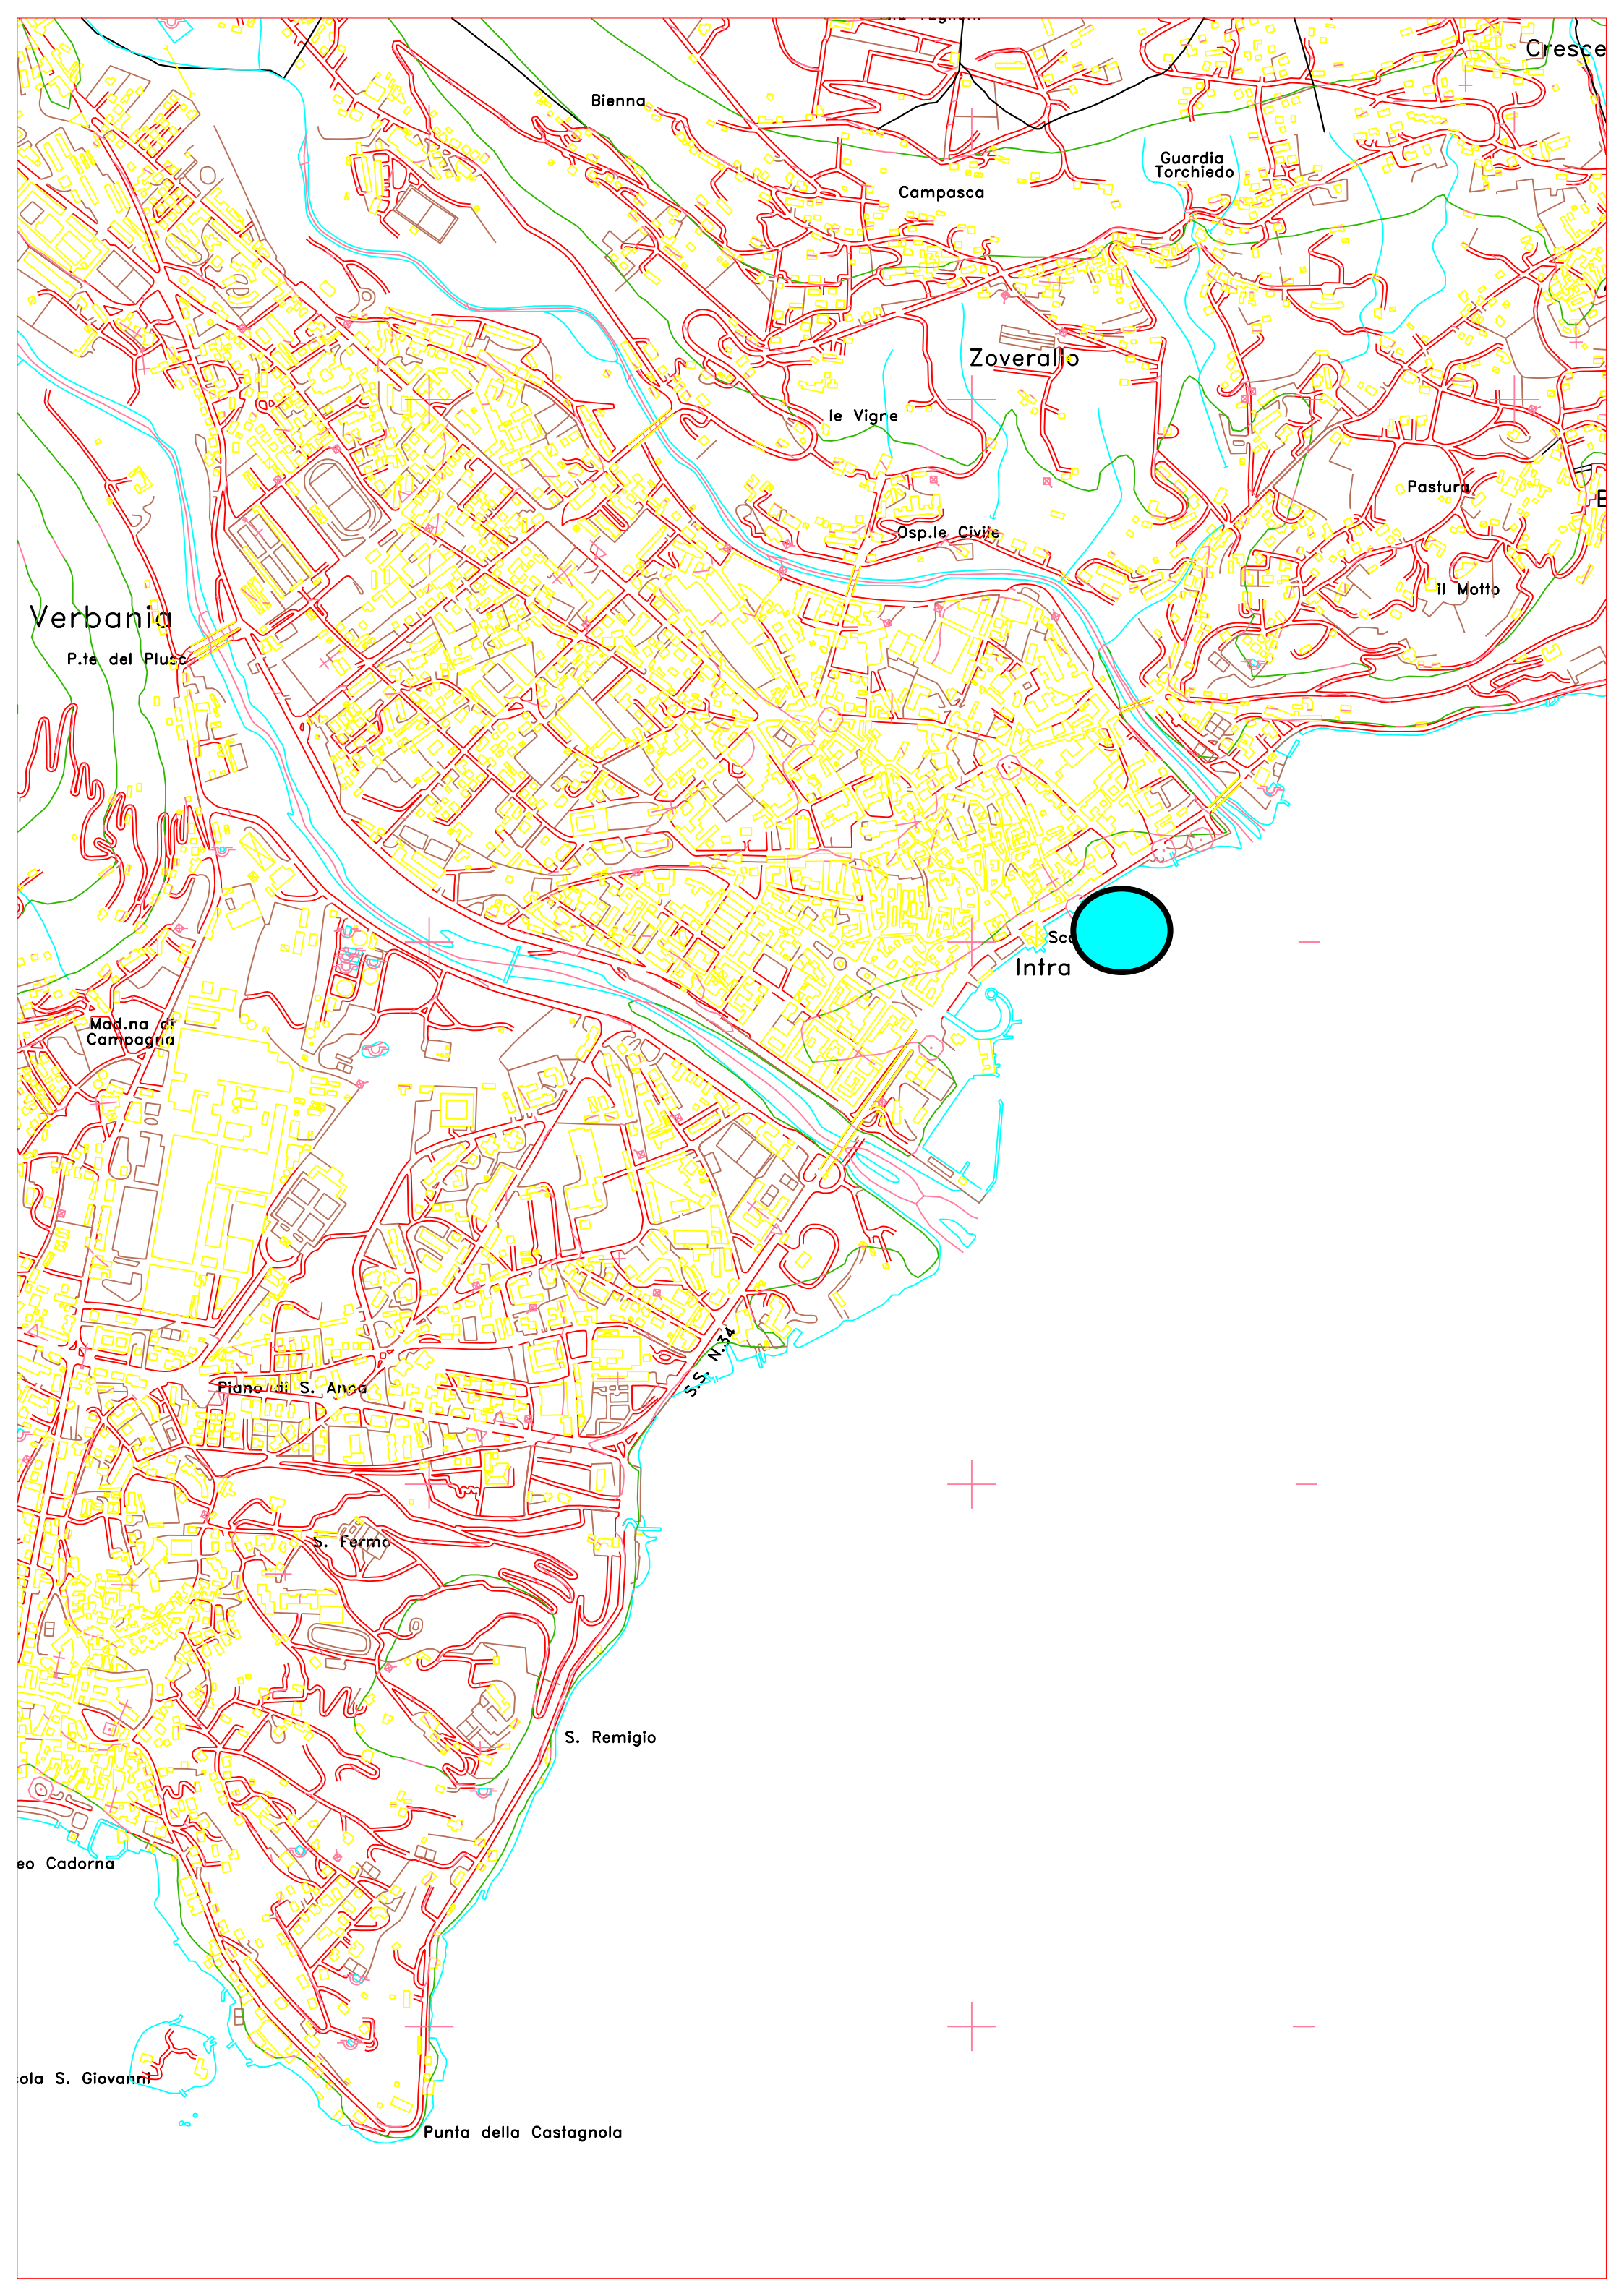 Cresce
Bienna
Guardia
Torchiedo
Campasca
Zoverallo
le Vigne
Pastura
Osp.le Civile
il Motto
Verbania
P.te del Plusc
Intra
Mad.na di
Campagna
S.S. N.34
Piano di S. Anna
S. Fermo
S. Remigio
eo Cadorna
ola S. Giovanni
Punta della Castagnola